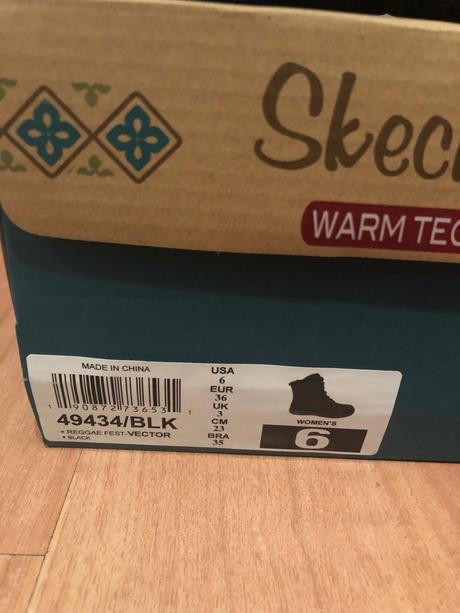 Skec
WARM TEC
MADE IN CHINA
1 90872 73653 1
49434/BLK
• REGGAE FEST-VECTOR
• BLACK
USA
6
EUR
36
UK
3
CM
23
BRA
35
WOMEN'S
6